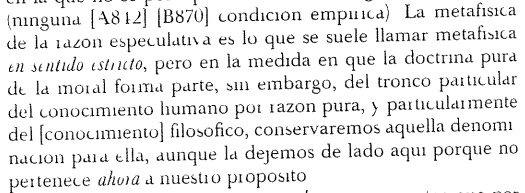 (ninguna [A842] [B870] condición empírica) La metafísica
de la razón especulativa es lo que se suele llamar metafísica
en sentido estricto, pero en la medida en que la doctrina pura
de la moral forma parte, sin embargo, del tronco particular
del conocimiento humano por razón pura, y particularmente
del [conocimiento] filosófico, conservaremos aquella denomi
nación para ella, aunque la dejemos de lado aquí porque no
pertenece ahora a nuestro propósito